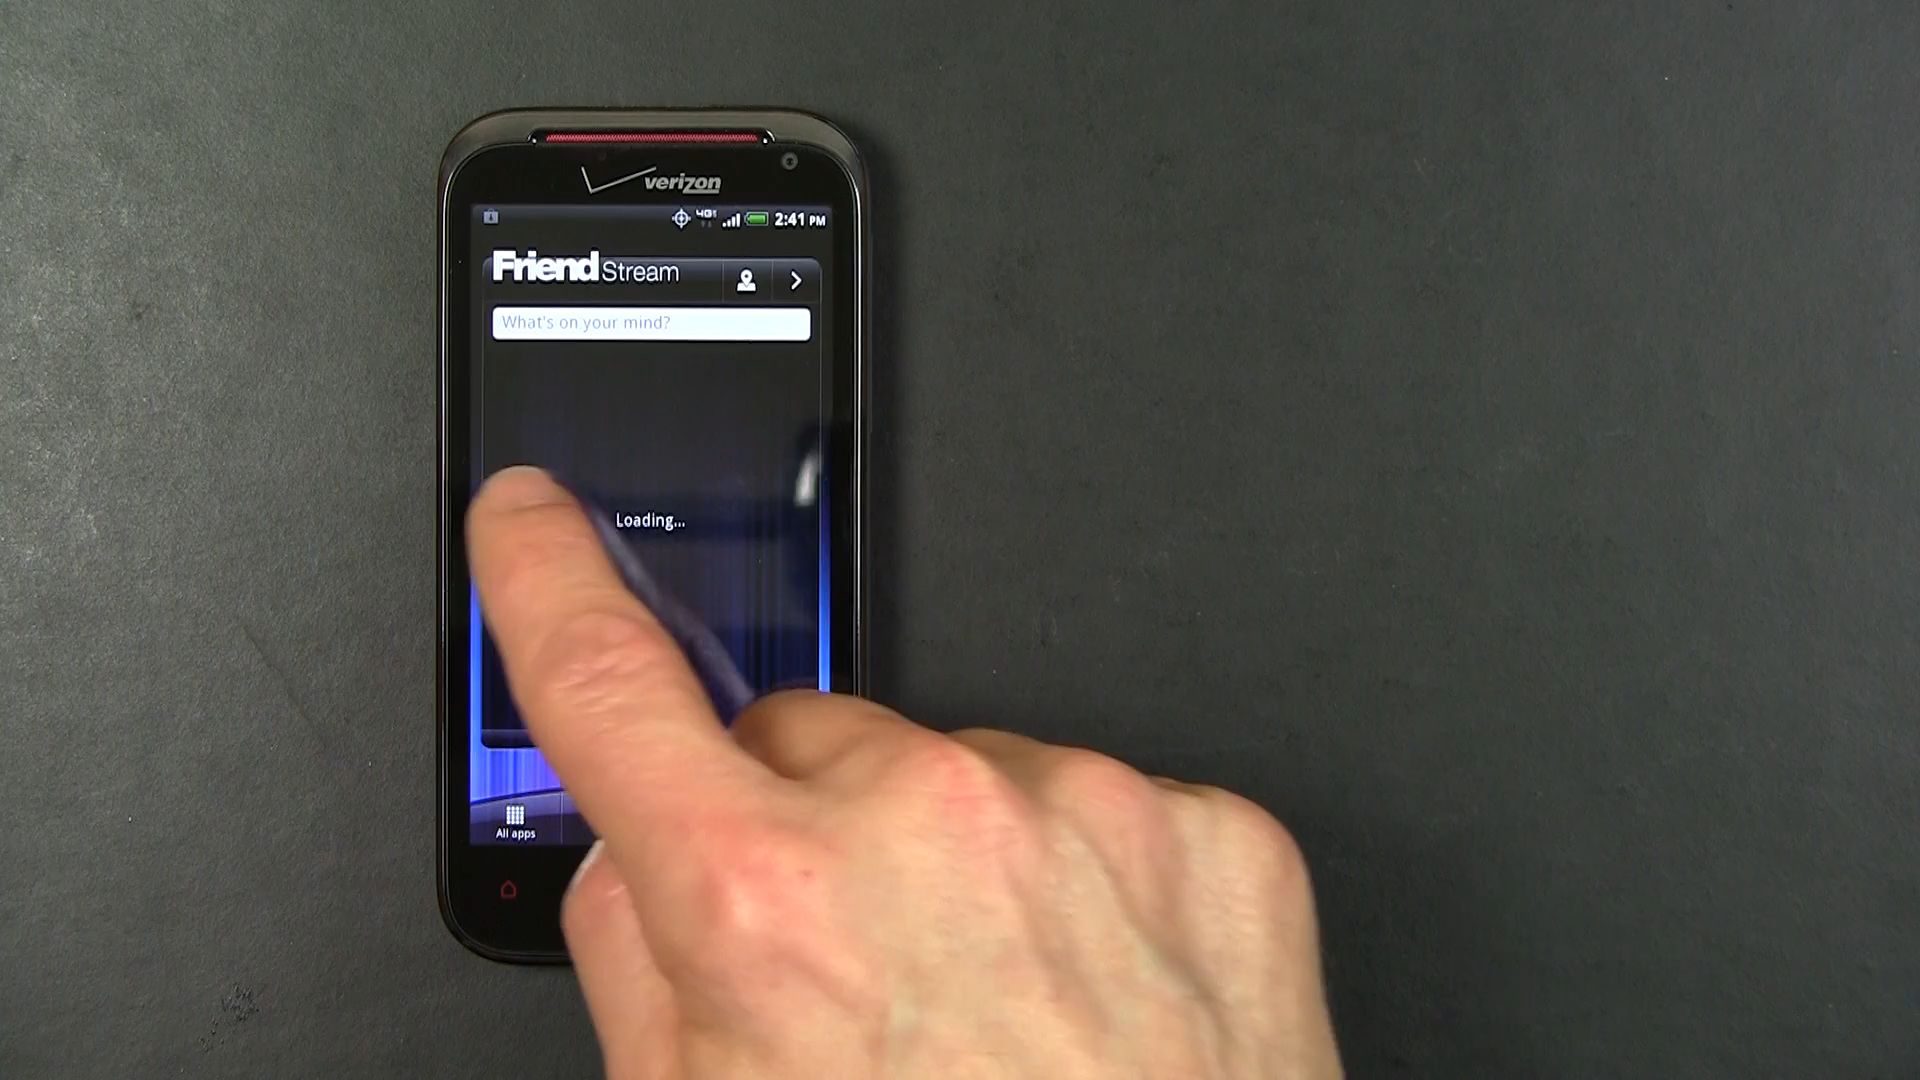 verizon
4G 2:41 PM
Friend Stream
What's on your mind?
Loading...
All apps